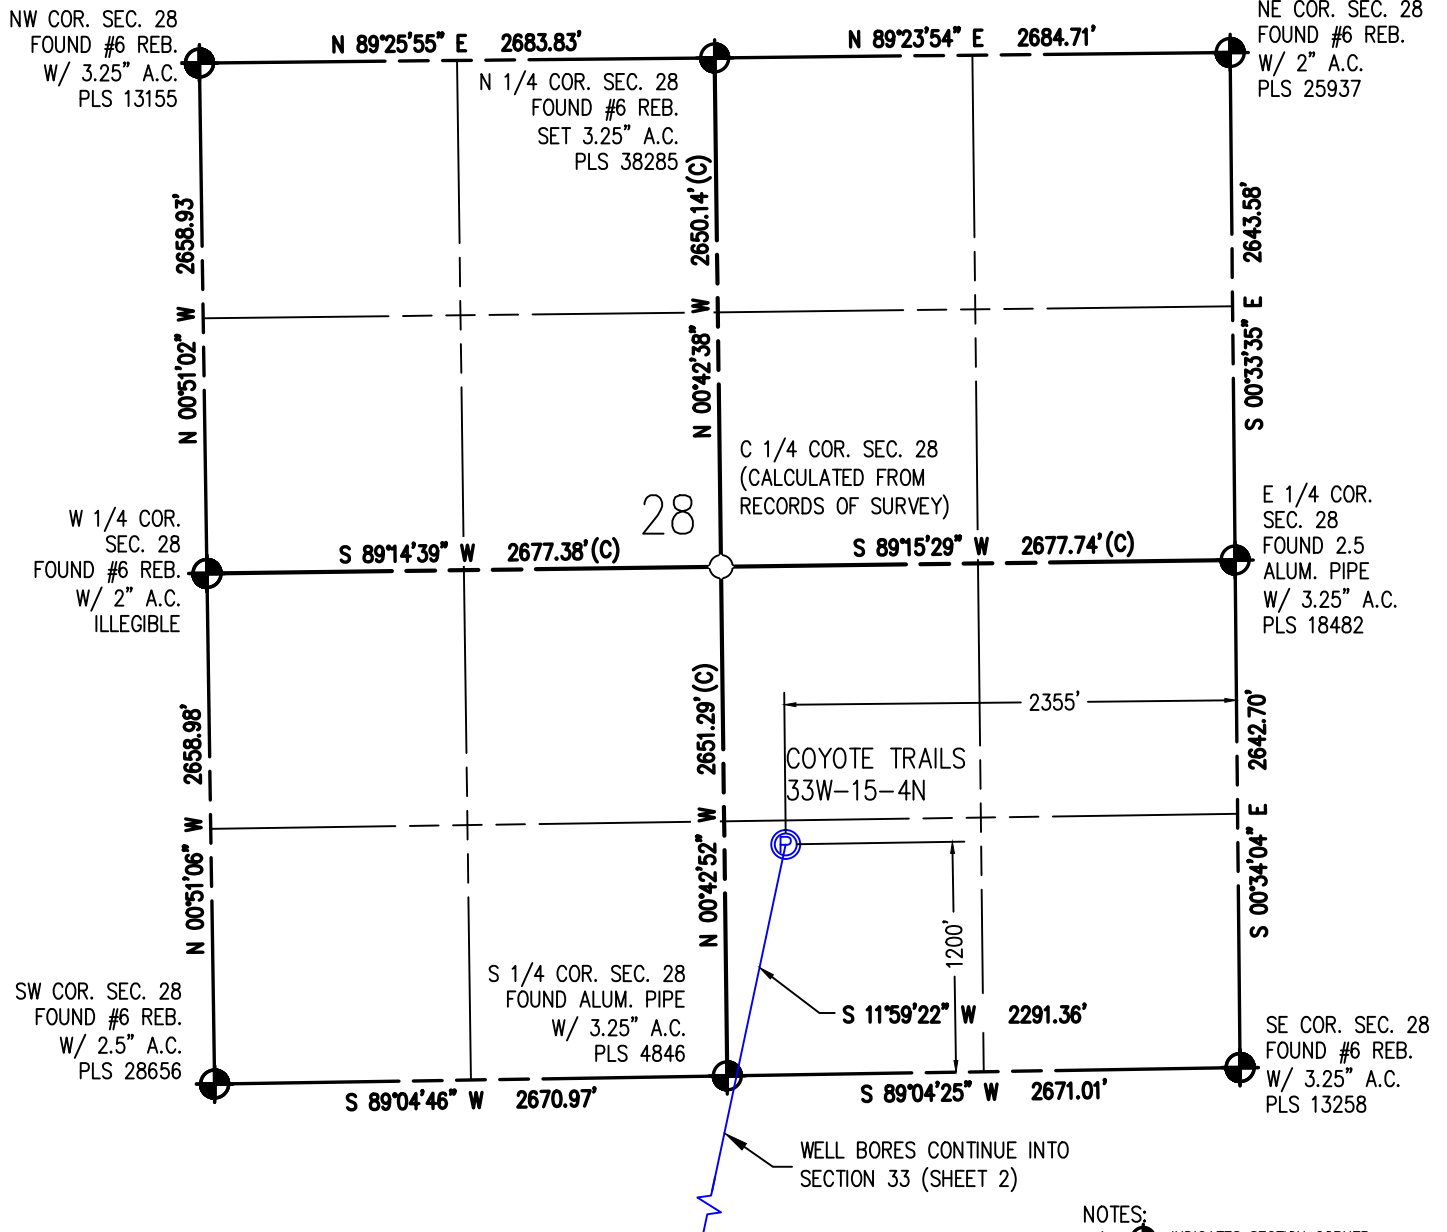 NW COR. SEC. 28
FOUND #6 REB.
W/ 3.25" A.C.
PLS 13155
N 89°25'55" E 2683.83'
N 1/4 COR. SEC. 28
FOUND #6 REB.
SET 3.25" A.C.
PLS 38285
N 89°23'54" E 2684.71'
NE COR. SEC. 28
FOUND #6 REB.
W/ 2" A.C.
PLS 25937
N 00°51'02" W 2658.93'
N 00°42'38" W 2650.14'(C)
S 00°33'35" E 2643.58'
C 1/4 COR. SEC. 28
(CALCULATED FROM
RECORDS OF SURVEY)
28
W 1/4 COR.
SEC. 28
FOUND #6 REB.
W/ 2" A.C.
ILLEGIBLE
S 89°14'39" W 2677.38'(C)
S 89°15'29" W 2677.74'(C)
E 1/4 COR.
SEC. 28
FOUND 2.5
ALUM. PIPE
W/ 3.25" A.C.
PLS 18482
N 00°51'06" W 2658.98'
N 00°42'52" W 2651.29'(C)
S 00°34'04" E 2642.70'
2355'
COYOTE TRAILS
33W-15-4N
P
1200'
S 11°59'22" W 2291.36'
SW COR. SEC. 28
FOUND #6 REB.
W/ 2.5" A.C.
PLS 28656
S 1/4 COR. SEC. 28
FOUND ALUM. PIPE
W/ 3.25" A.C.
PLS 4846
SE COR. SEC. 28
FOUND #6 REB.
W/ 3.25" A.C.
PLS 13258
S 89°04'46" W 2670.97'
S 89°04'25" W 2671.01'
WELL BORES CONTINUE INTO
SECTION 33 (SHEET 2)
NOTES: